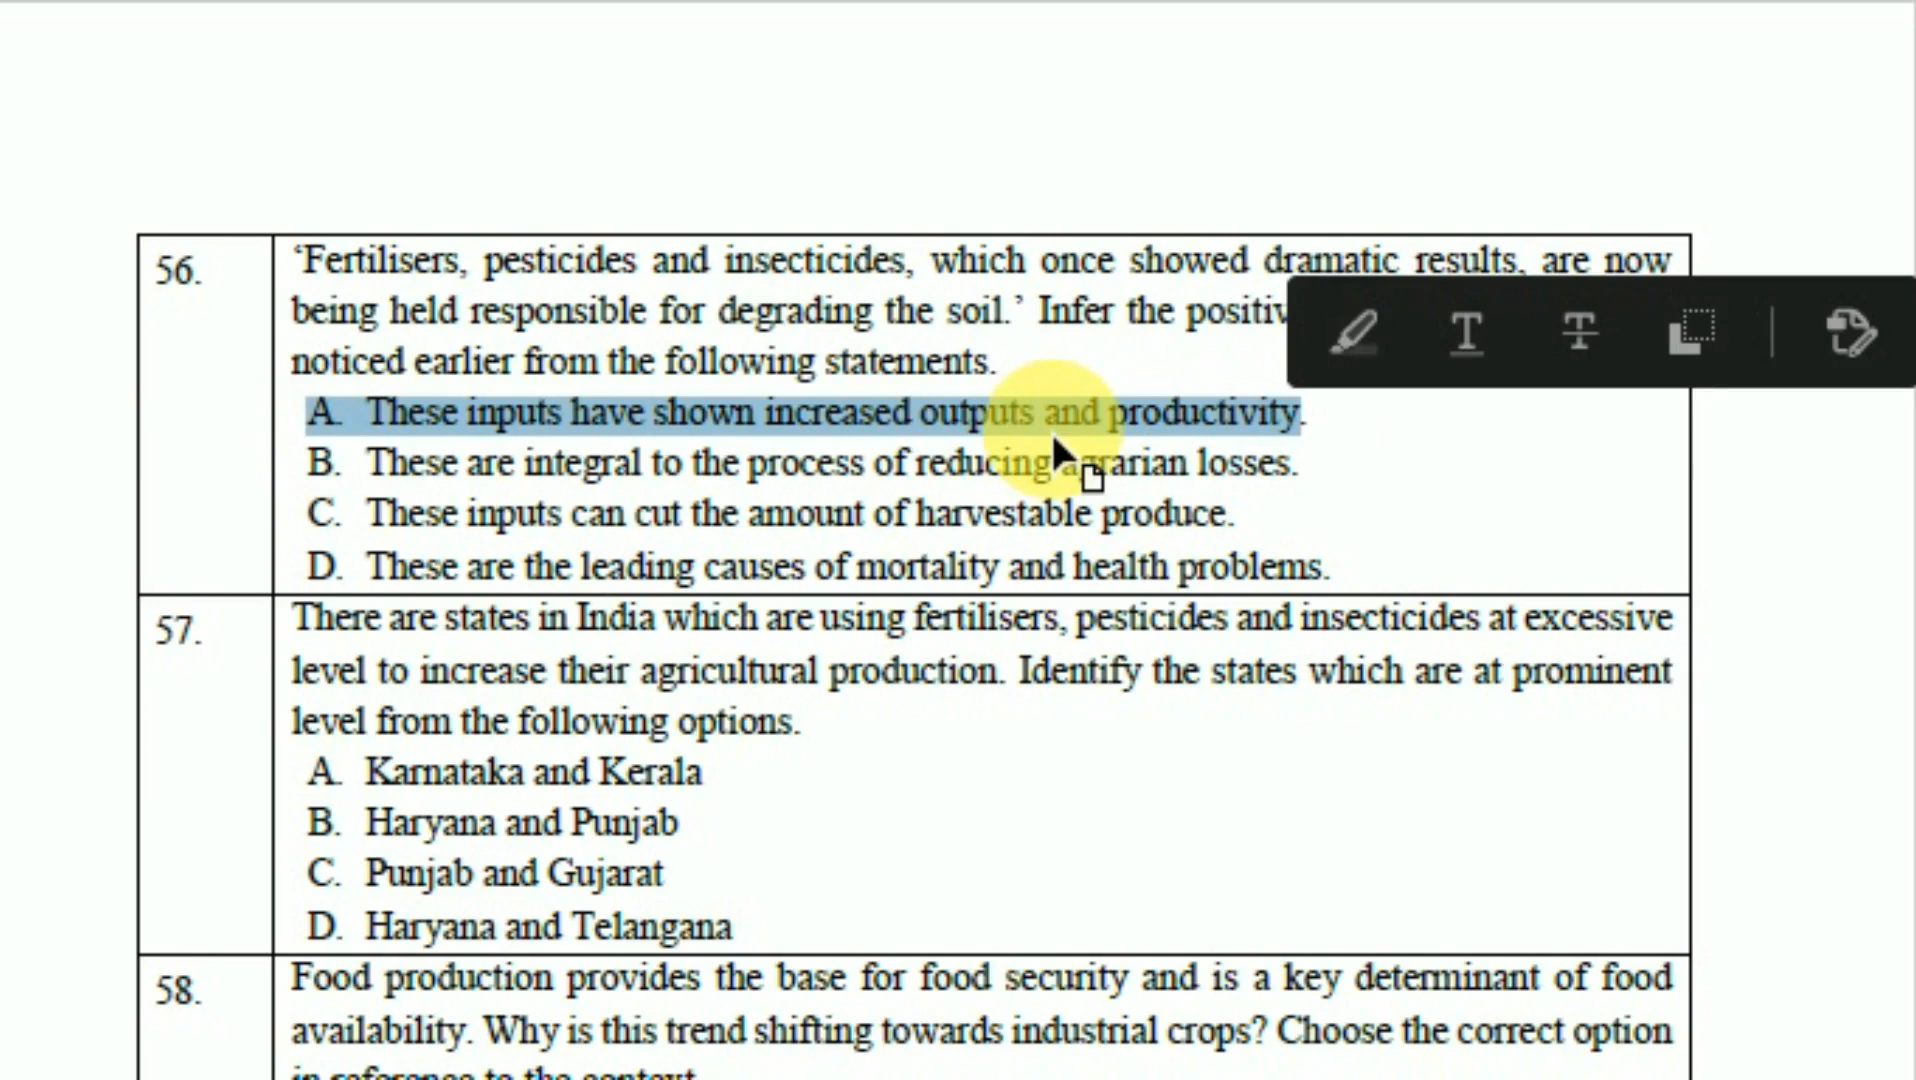 56.
‘Fertilisers, pesticides and insecticides, which once showed dramatic results, are now
being held responsible for degrading the soil.’ Infer the
noticed earlier from the following statements.
A. These inputs have shown increased outputs and productivity.
B. These are integral to the process of reducing agrarian losses.
C. These inputs can cut the amount of harvestable produce.
D. These are the leading causes of mortality and health problems.
57.
There are states in India which are using fertilisers, pesticides and insecticides at excessive
level to increase their agricultural production. Identify the states which are at prominent
level from the following options.
A. Karnataka and Kerala
B. Haryana and Punjab
C. Punjab and Gujarat
D. Haryana and Telangana
58.
Food production provides the base for food security and is a key determinant of food
availability. Why is this trend shifting towards industrial crops? Choose the correct option
in reference to the context